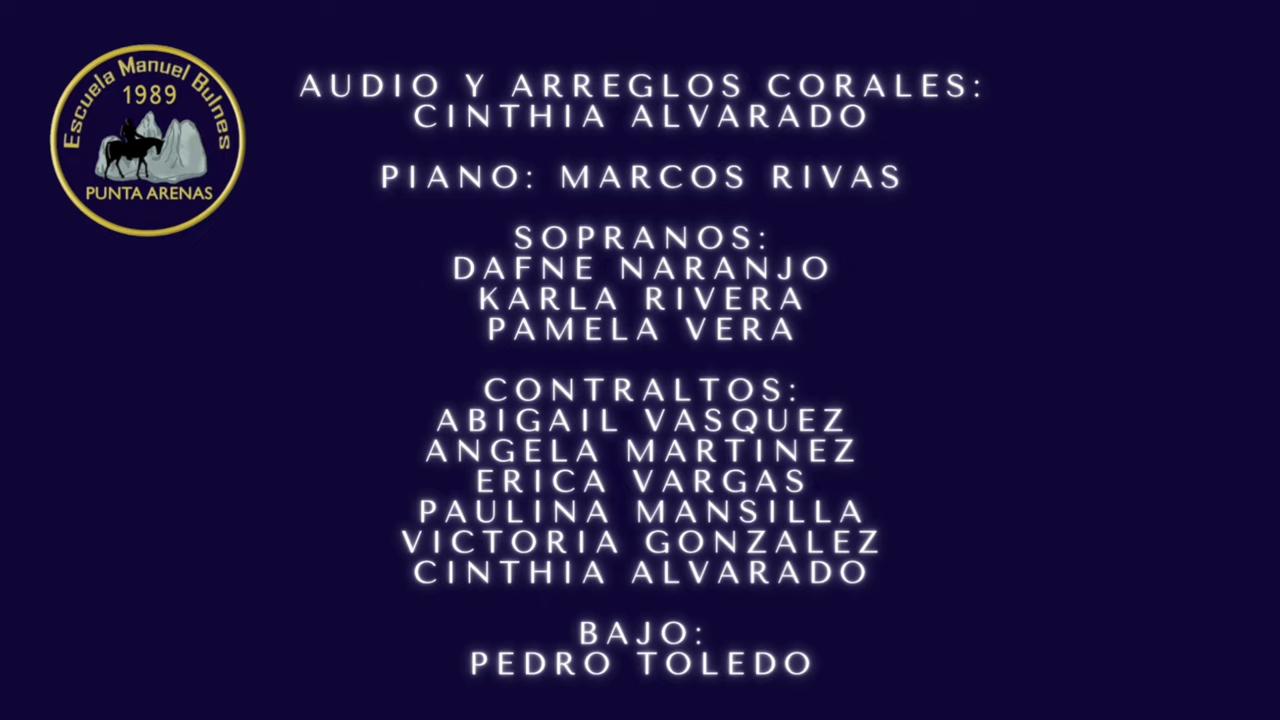 Escuela Manuel Bulnes
1989
PUNTA ARENAS
AUDIO Y ARREGLOS CORALES:
CINTHIA ALVARADO
PIANO: MARCOS RIVAS
SOPRANOS:
DAFNE NARANJO
KARLA RIVERA
PAMELA VERA
CONTRALTOS:
ABIGAIL VASQUEZ
ANGELA MARTINEZ
ERICA VARGAS
PAULINA MANSILLA
VICTORIA GONZALEZ
CINTHIA ALVARADO
BAJO:
PEDRO TOLEDO